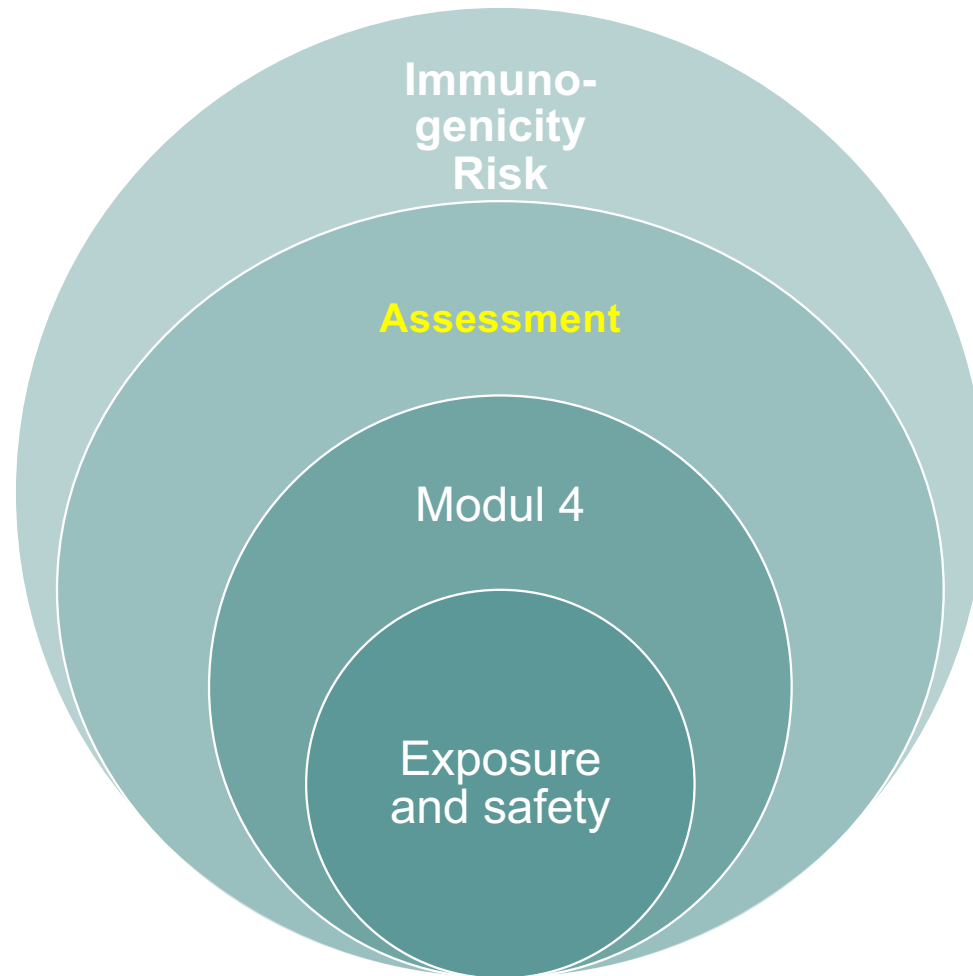 Immuno-
genicity
Risk
Assessment
Modul 4
Exposure
and safety